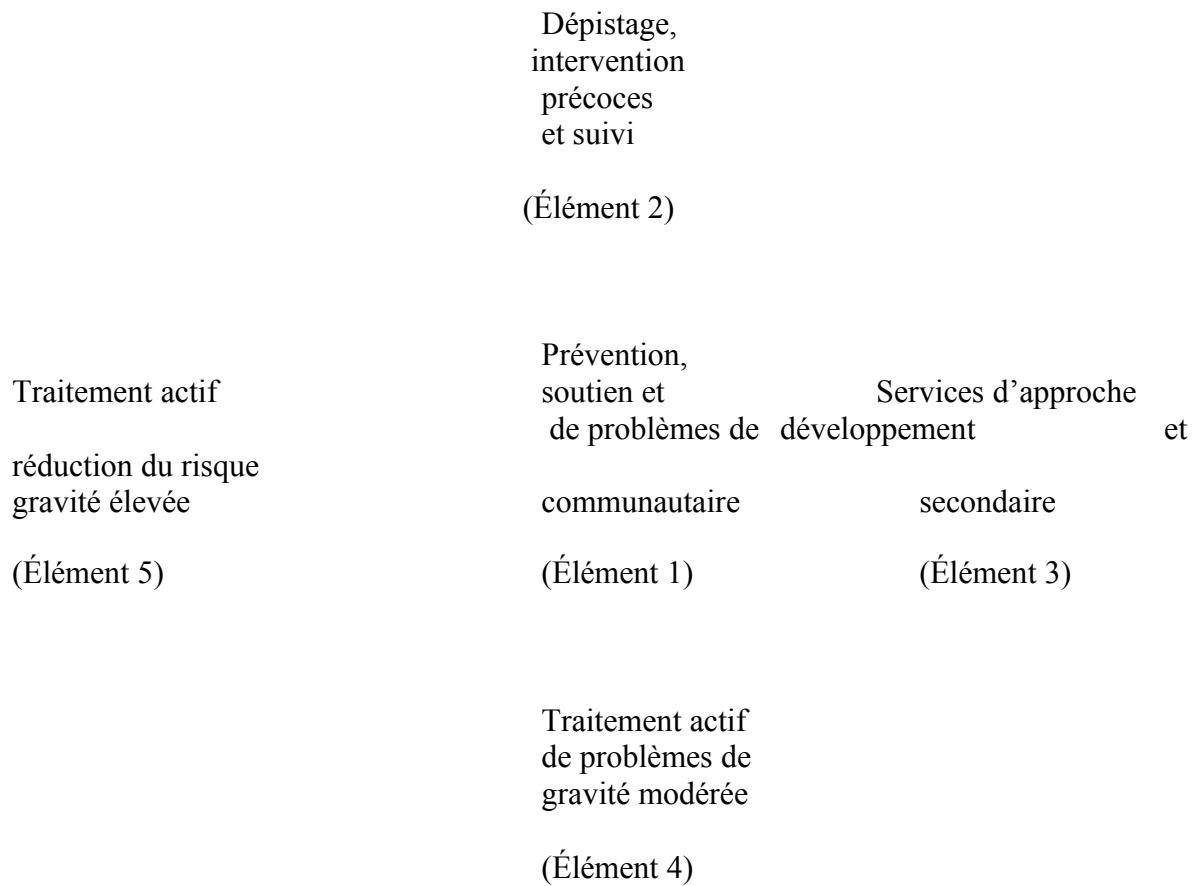 Dépistage,
intervention
précoces
et suivi
(Élément 2)
Prévention,
Traitement actif soutien et Services d’approche
de problèmes de développement et
réduction du risque
gravité élevée communautaire secondaire
(Élément 5) (Élément 1) (Élément 3)
Traitement actif
de problèmes de
gravité modérée
(Élément 4)